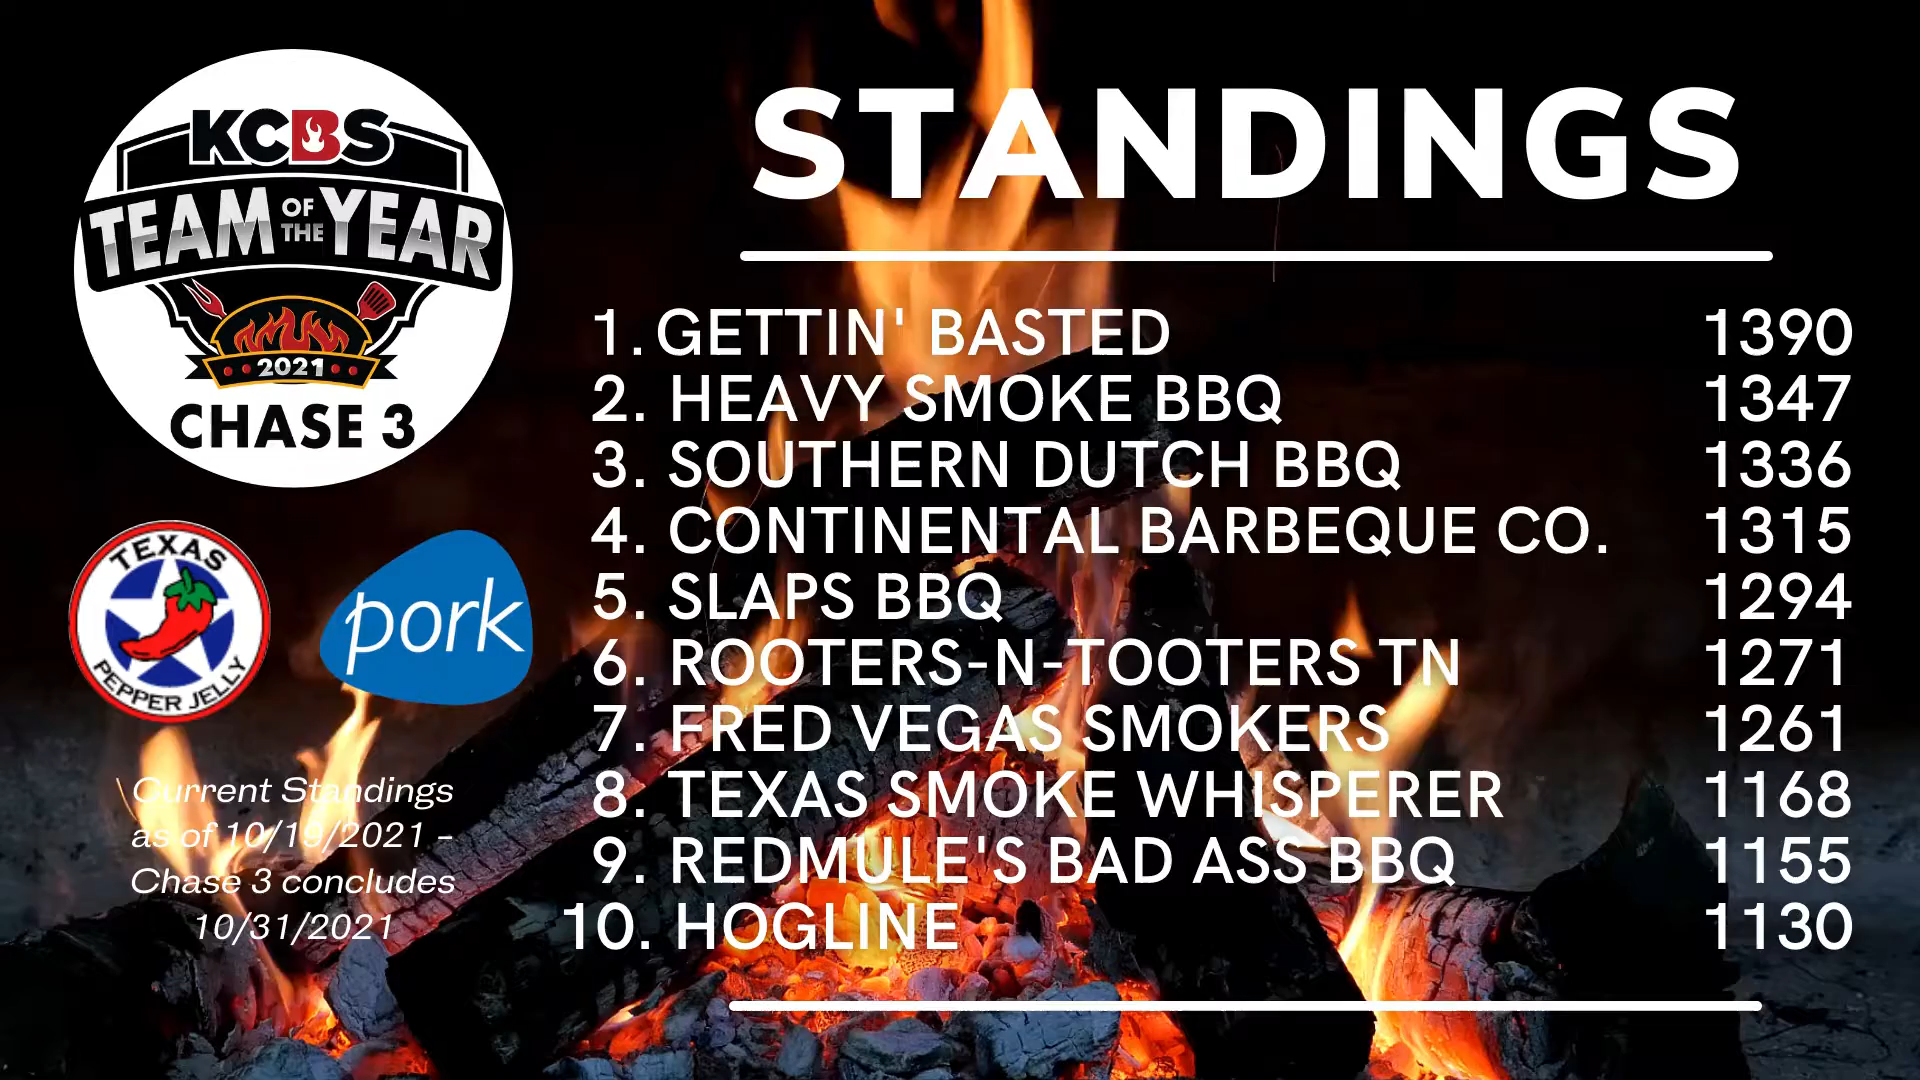 KCBS
TEAM OF THE YEAR
2021
CHASE 3
TEXAS
PEPPER JELLY
pork
Current Standings
as of 10/19/2021 –
Chase 3 concludes
10/31/2021
STANDINGS
1. GETTIN' BASTED 1390
2. HEAVY SMOKE BBQ 1347
3. SOUTHERN DUTCH BBQ 1336
4. CONTINENTAL BARBEQUE CO. 1315
5. SLAPS BBQ 1294
6. ROOTERS-N-TOOTERS TN 1271
7. FRED VEGAS SMOKERS 1261
8. TEXAS SMOKE WHISPERER 1168
9. REDMULE'S BAD ASS BBQ 1155
10. HOGLINE 1130